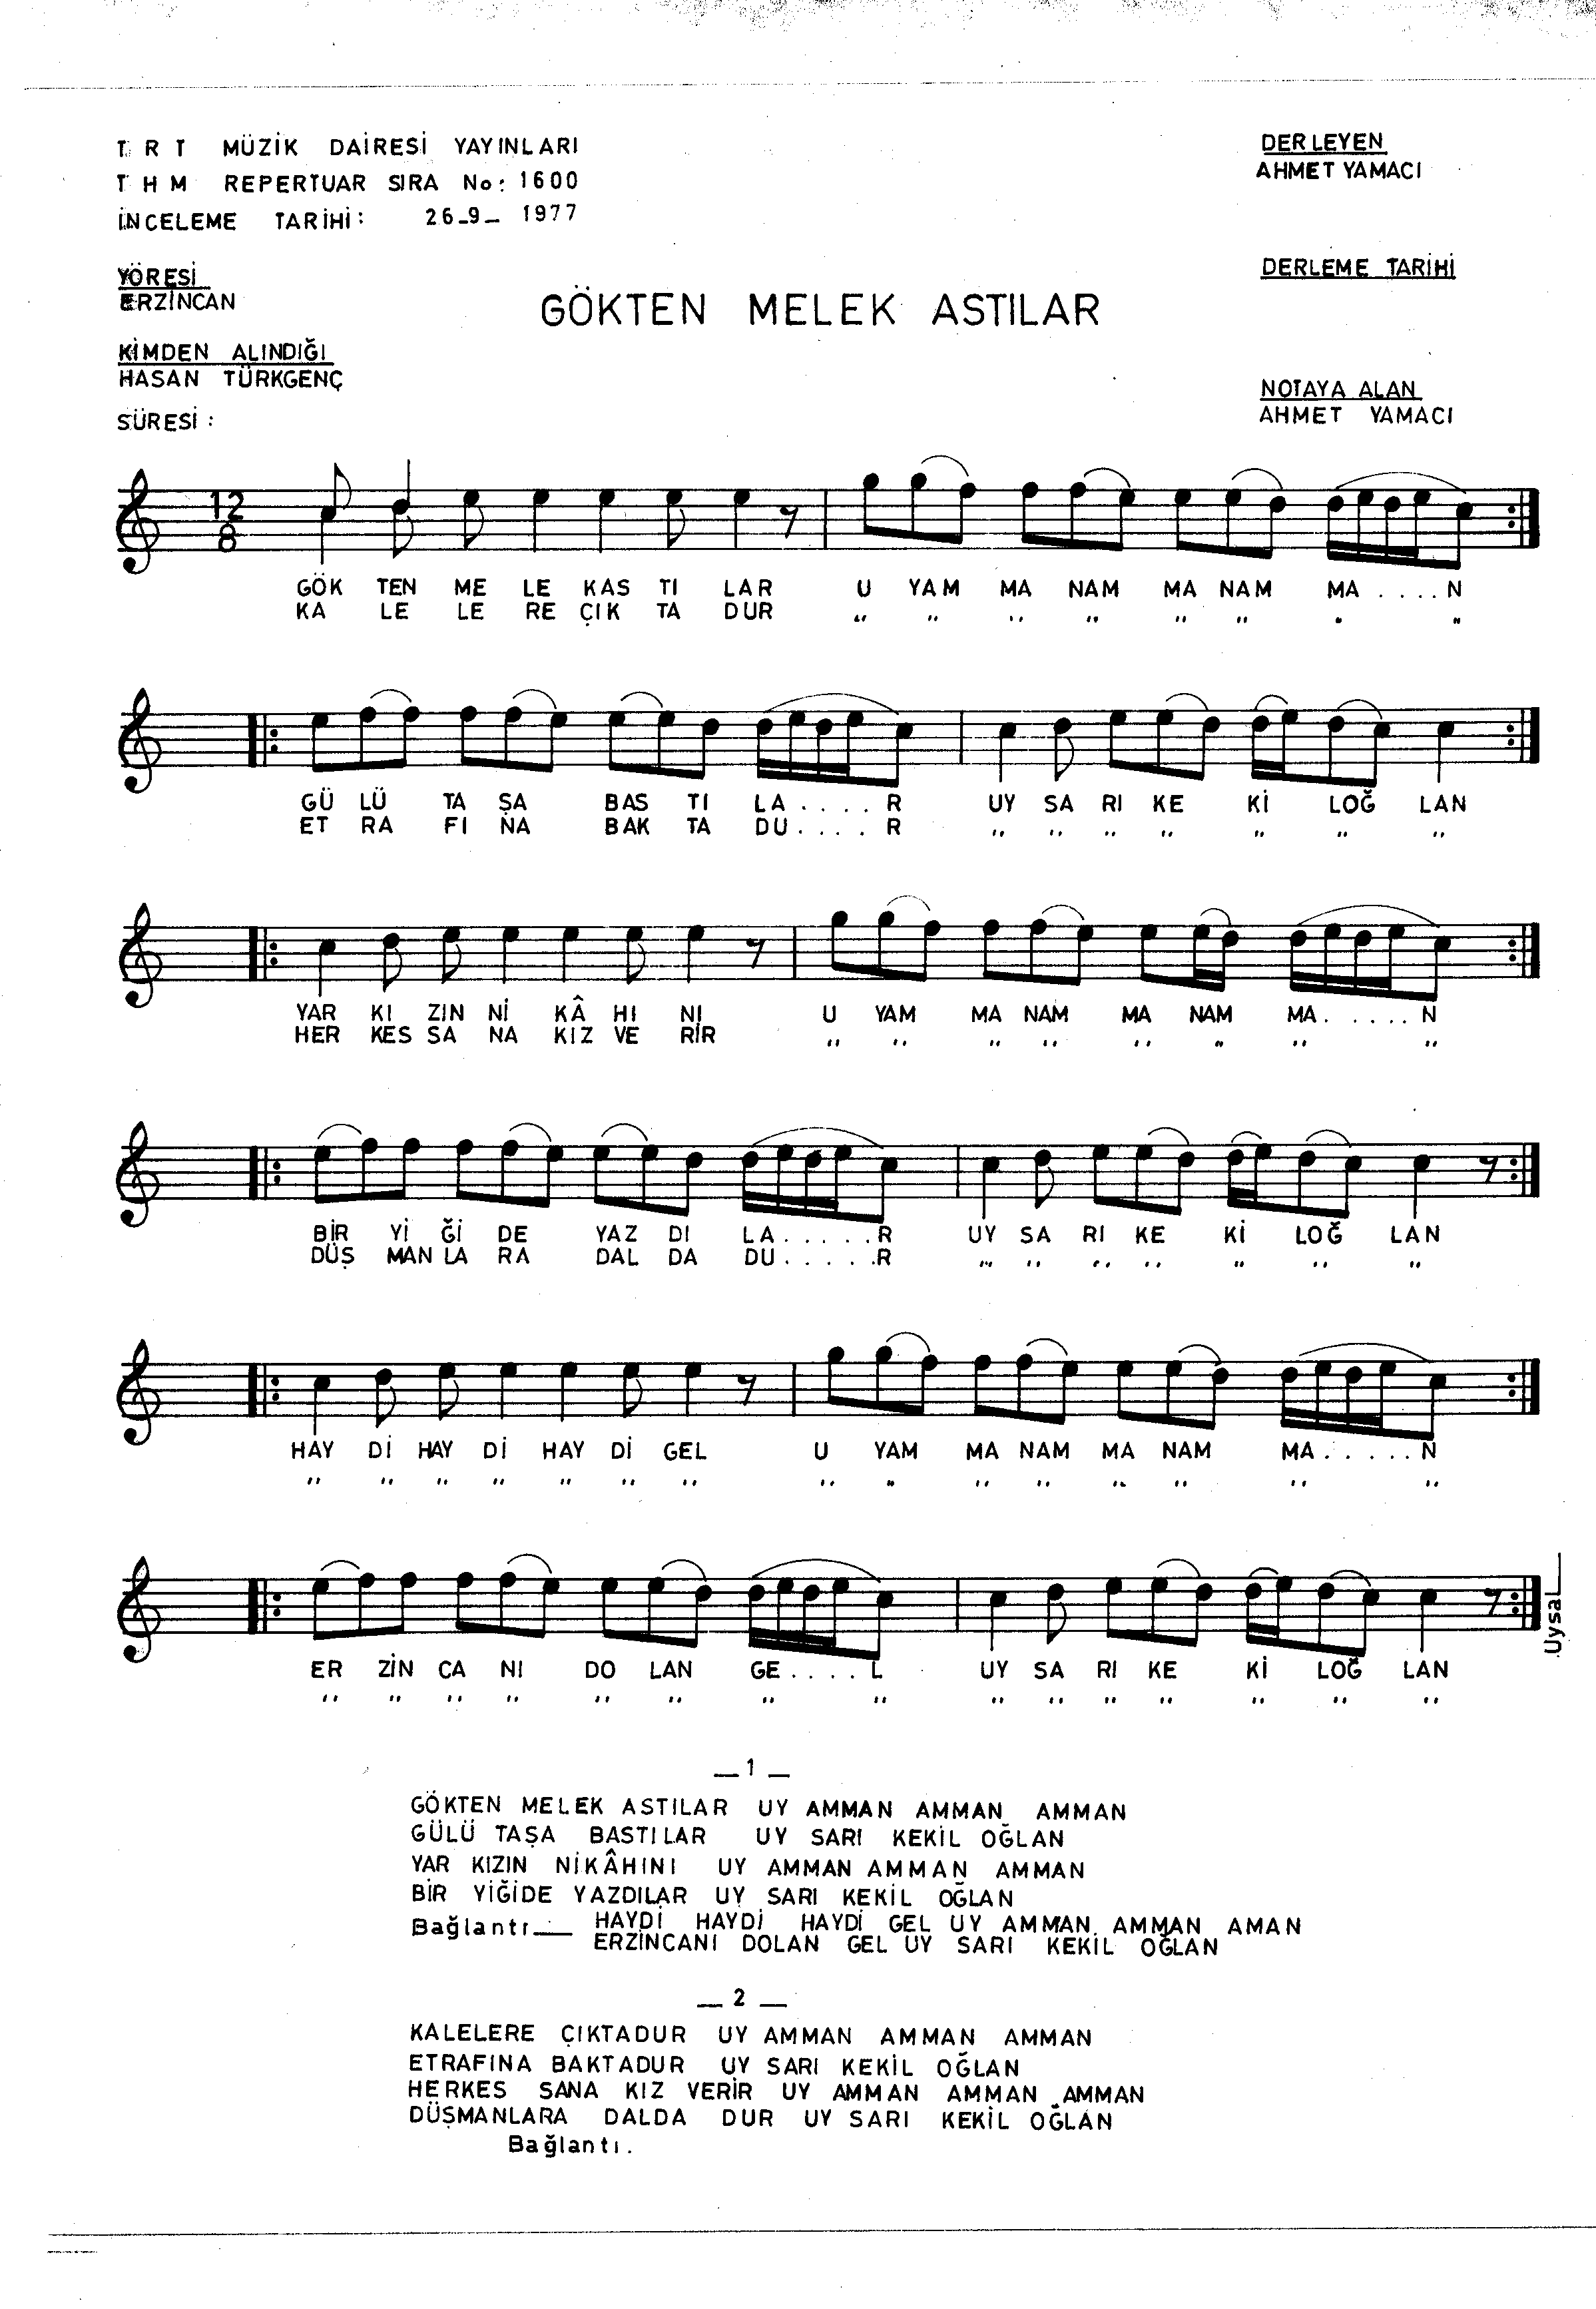 T R T MÜZİK DAİRESİ YAYINLARI
T H M REPERTUAR SIRA No: 1600
İNCELEME TARİHİ: 26-9- 1977
DERLEYEN
AHMET YAMACI
YÖRESİ
ERZİNCAN
DERLEME TARİHİ
GÖKTEN MELEK ASTILAR
KİMDEN ALINDIĞI
HASAN TÜRKGENÇ
NOTAYA ALAN
AHMET YAMACI
SÜRESİ :
12
8
GÖK TEN ME LE KAS TI LAR U YAM MA NAM MA NAM MA . . . . N
KA LE LE RE ÇIK TA DUR " " " " " " " "
GÜ LÜ TA ŞA BAS TI LA . . . . R UY SA RI KE Kİ LOĞ LAN
ET RA FI NA BAK TA DU . . . . R " " " " " " "
YAR KI ZIN Nİ KÂ HI NI U YAM MA NAM MA NAM MA . . . . . N
HER KES SA NA KIZ VE RİR " " " " " " " "
BİR Yİ Ğİ DE YAZ DI LA . . . . . R UY SA RI KE Kİ LOĞ LAN
DÜŞ MAN LA RA DAL DA DU . . . . . R " " " " " " "
HAY Dİ HAY Dİ HAY Dİ GEL U YAM MA NAM MA NAM MA . . . . . N
" " " " " " " " " " " " " " "
ER ZİN CA NI DO LAN GE . . . . L UY SA RI KE Kİ LOĞ LAN
" " " " " " " " " " " " " " "
Uysal
— 1 —
GÖKTEN MELEK ASTILAR UY AMMAN AMMAN AMMAN
GÜLÜ TAŞA BASTILAR UY SARI KEKİL OĞLAN
YAR KIZIN NİKÂHINI UY AMMAN AMMAN AMMAN
BİR YİĞİDE YAZDILAR UY SARI KEKİL OĞLAN
Bağlantı — HAYDİ HAYDİ HAYDİ GEL UY AMMAN AMMAN AMAN
ERZİNCANI DOLAN GEL UY SARI KEKİL OĞLAN
— 2 —
KALELERE ÇIKTADUR UY AMMAN AMMAN AMMAN
ETRAFINA BAKTADUR UY SARI KEKİL OĞLAN
HERKES SANA KIZ VERİR UY AMMAN AMMAN AMMAN
DÜŞMANLARA DALDA DUR UY SARI KEKİL OĞLAN
Bağlantı.